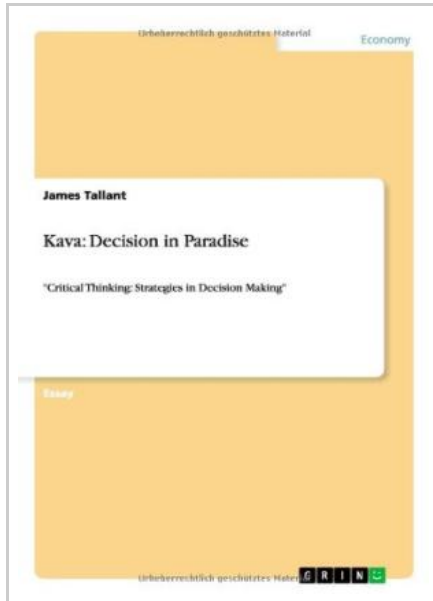 Urheberrechtlich geschütztes Material
Economy
James Tallant
Kava: Decision in Paradise
"Critical Thinking: Strategies in Decision Making"
Essay
Urheberrechtlich geschütztes Mater
GRIN